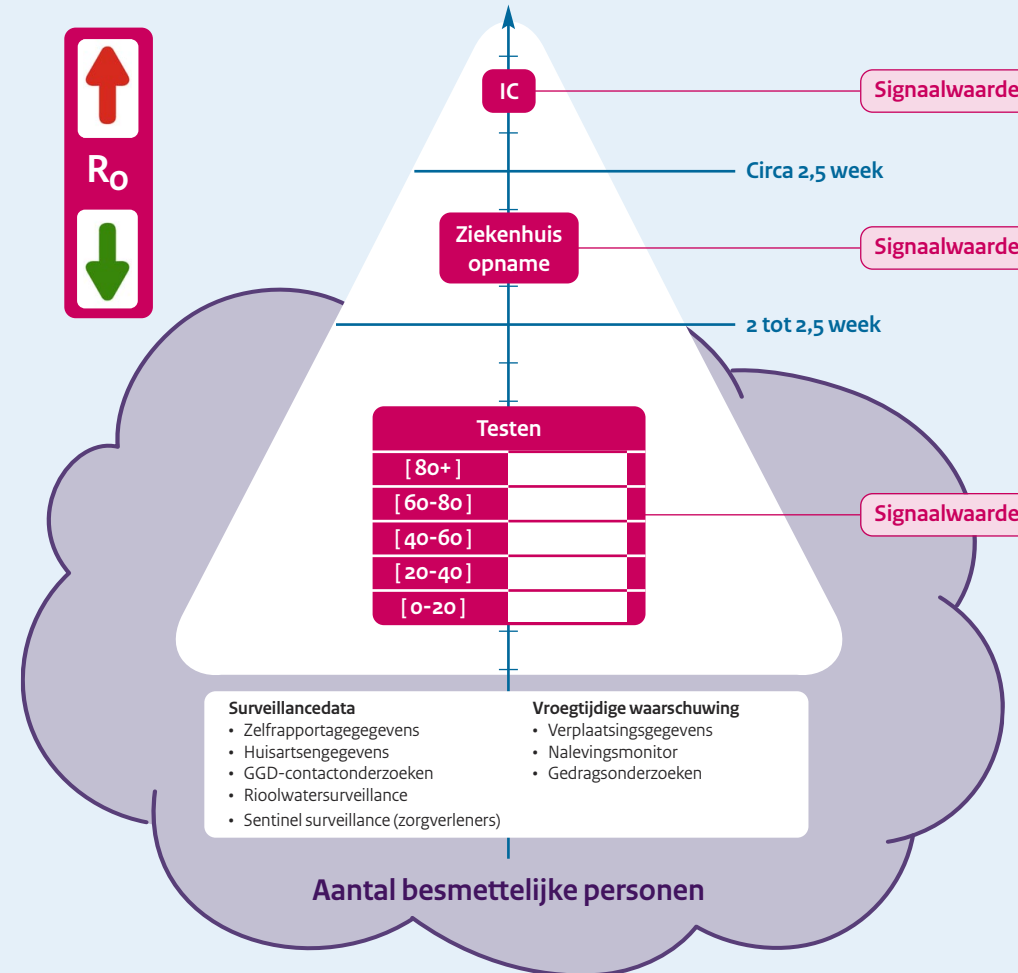 IC
Signaalwaarde
R0
Circa 2,5 week
Ziekenhuis
opname
Signaalwaarde
2 tot 2,5 week
Testen
[ 80+ ]
[ 60-80 ]
[ 40-60 ]
[ 20-40 ]
[ 0-20 ]
Signaalwaarde
Surveillancedata
• Zelfrapportagegegevens
• Huisartsengegevens
• GGD-contactonderzoeken
• Rioolwatersurveillance
• Sentinel surveillance (zorgverleners)
Vroegtijdige waarschuwing
• Verplaatsingsgegevens
• Nalevingsmonitor
• Gedragsonderzoeken
Aantal besmettelijke personen